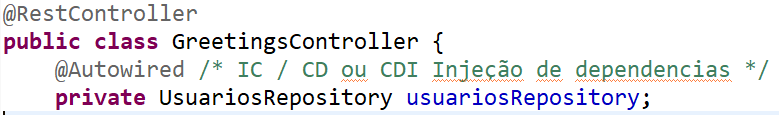 @RestController
public class GreetingsController {
@Autowired /* IC / CD ou CDI Injeção de dependencias */
private UsuariosRepository usuariosRepository;